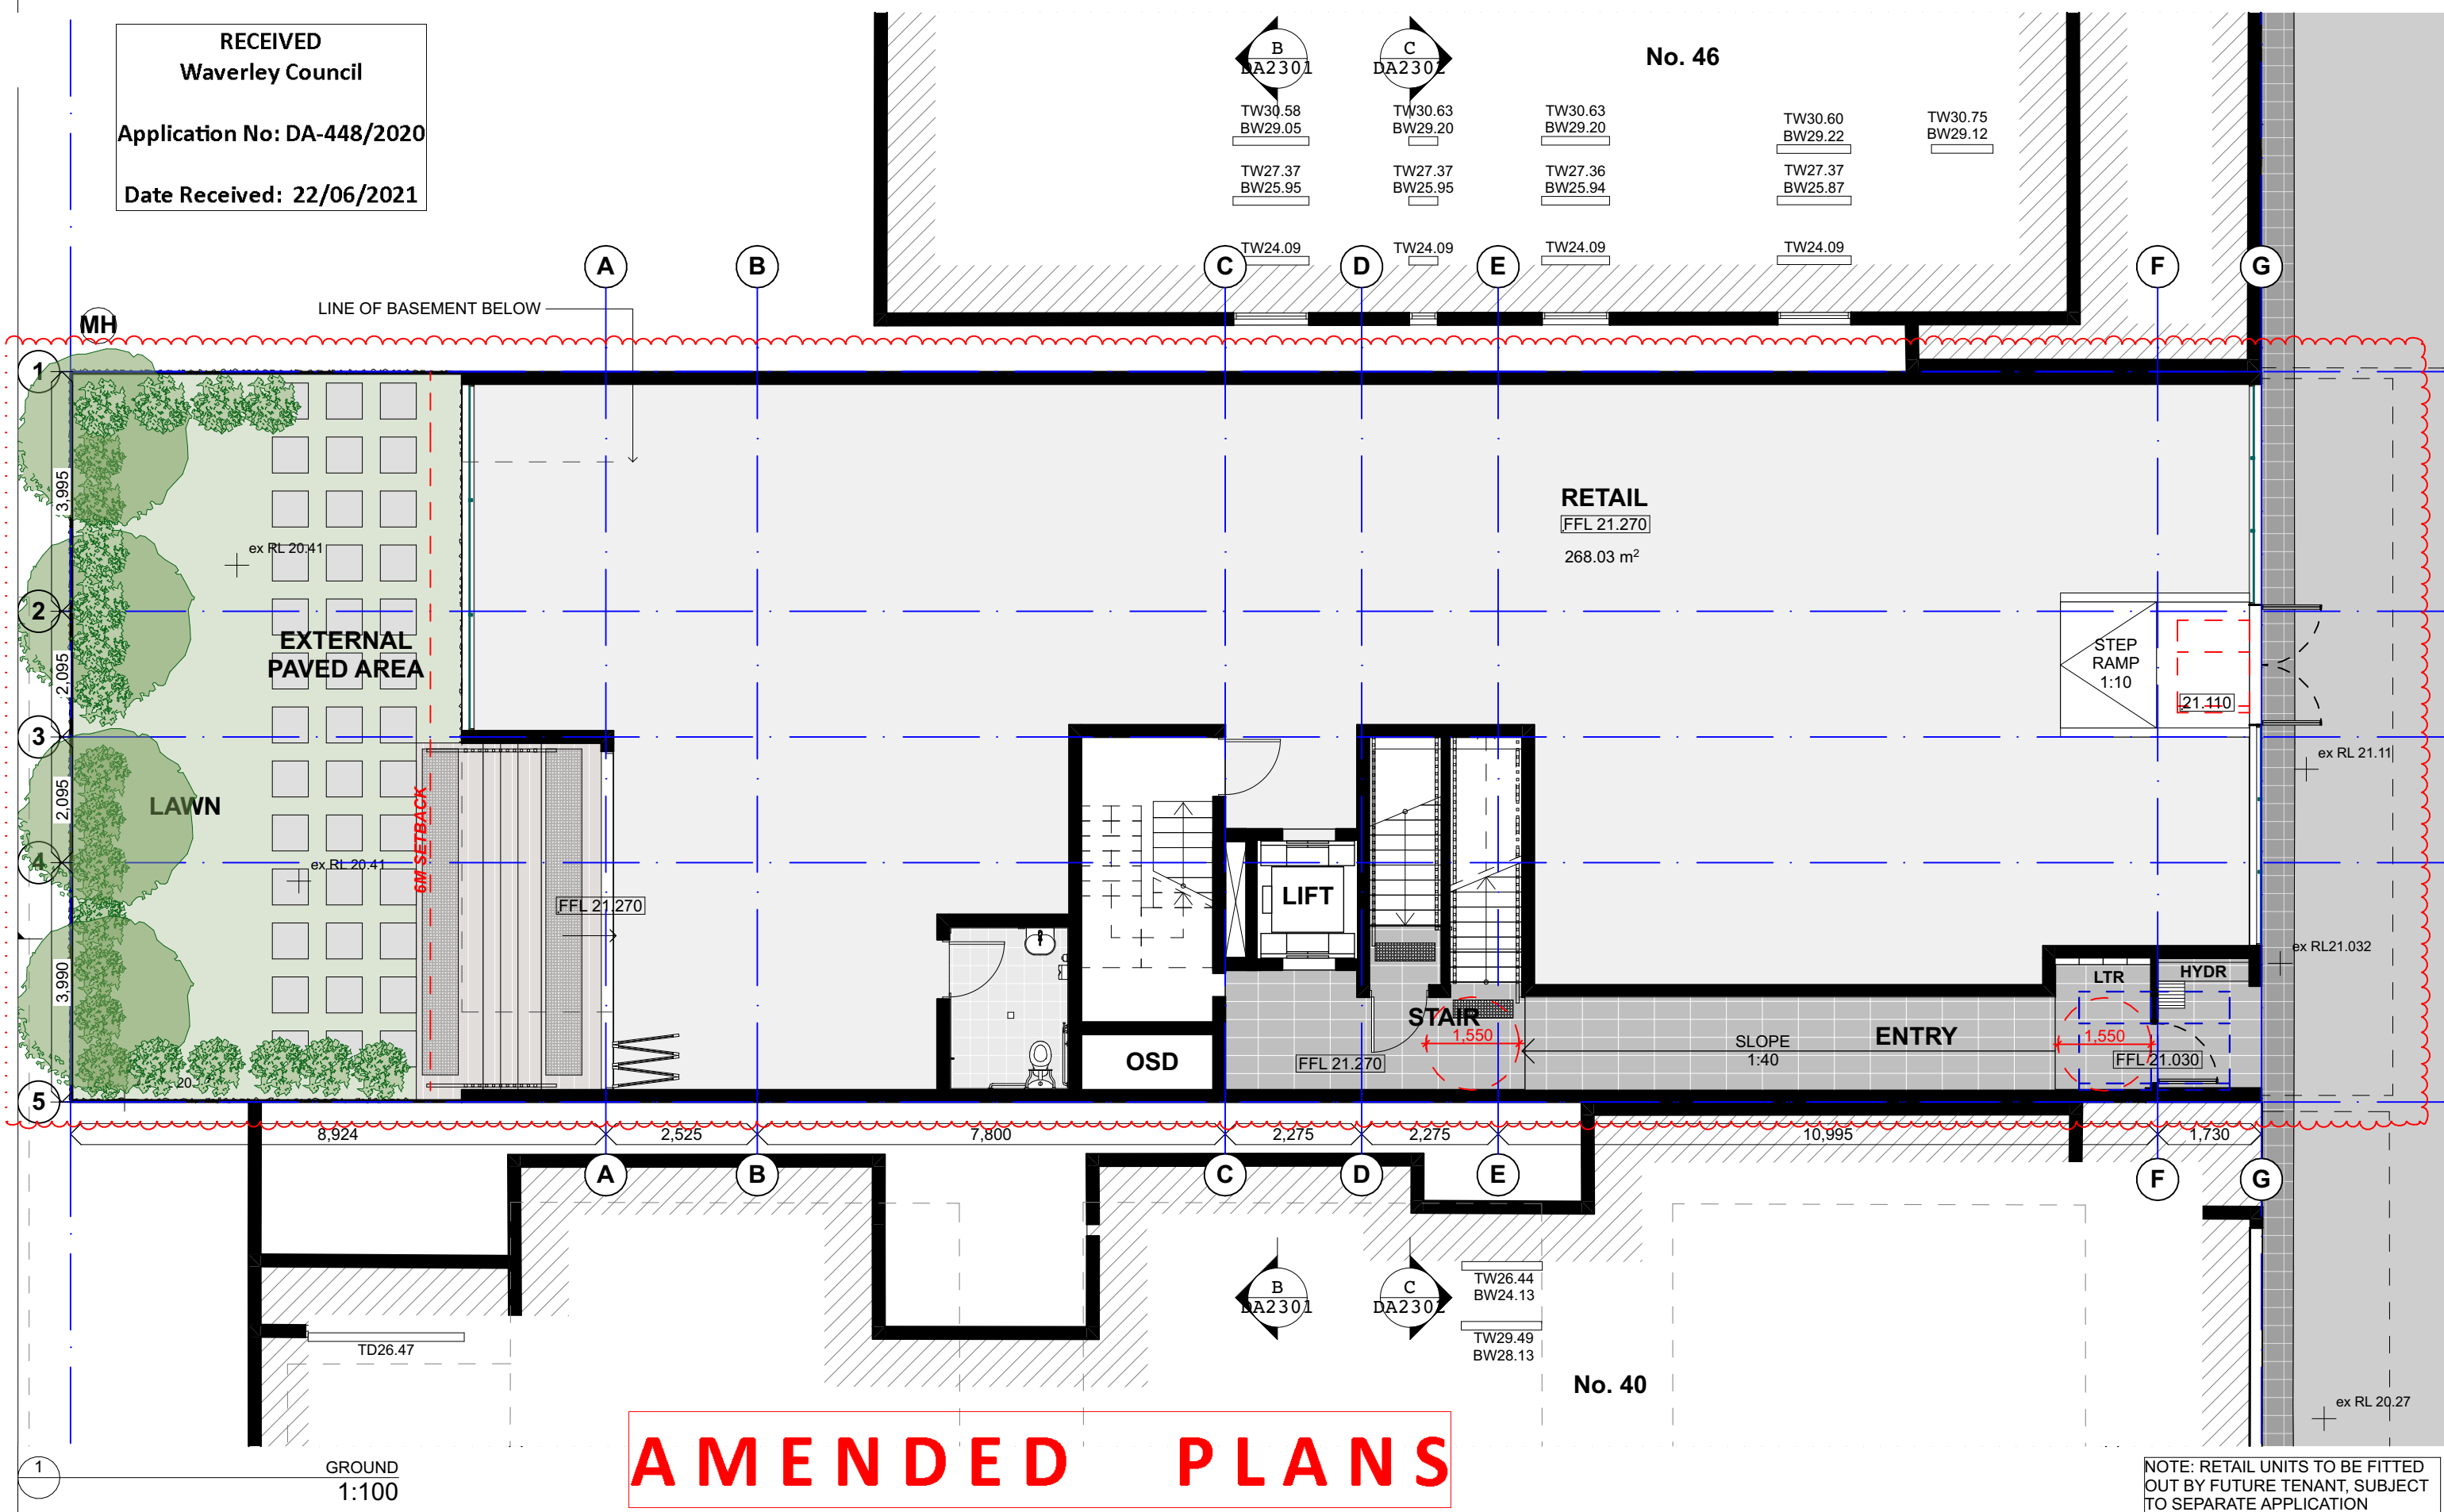 RECEIVED
Waverley Council
Application No: DA-448/2020
Date Received: 22/06/2021
B
DA2301
C
DA2302
No. 46
TW30.58
BW29.05
TW30.63
BW29.20
TW30.63
BW29.20
TW30.60
BW29.22
TW30.75
BW29.12
TW27.37
BW25.95
TW27.37
BW25.95
TW27.36
BW25.94
TW27.37
BW25.87
TW24.09
TW24.09
TW24.09
TW24.09
A
B
C
D
E
F
G
LINE OF BASEMENT BELOW
MH
1
3,995
RETAIL
FFL 21.270
268.03 m²
ex RL 20.41
2
EXTERNAL
PAVED AREA
2,095
STEP
RAMP
1:10
21.110
3
ex RL 21.11
2,095
LAWN
6M SETBACK
4
ex RL 20.41
FFL 21.270
LIFT
ex RL21.032
3,990
LTR
HYDR
STAIR
1,550
ENTRY
SLOPE
1:40
1,550
FFL 21.030
OSD
FFL 21.270
20.
5
8,924
2,525
7,800
2,275
2,275
10,995
1,730
A
B
C
D
E
F
G
B
DA2301
C
DA2302
TW26.44
BW24.13
TW29.49
BW28.13
TD26.47
No. 40
ex RL 20.27
AMENDED PLANS
1
GROUND
1:100
NOTE: RETAIL UNITS TO BE FITTED
OUT BY FUTURE TENANT, SUBJECT
TO SEPARATE APPLICATION